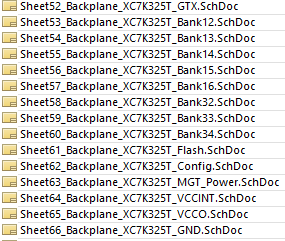 Sheet52_Backplane_XC7K325T_GTX.SchDoc
Sheet53_Backplane_XC7K325T_Bank12.SchDoc
Sheet54_Backplane_XC7K325T_Bank13.SchDoc
Sheet55_Backplane_XC7K325T_Bank14.SchDoc
Sheet56_Backplane_XC7K325T_Bank15.SchDoc
Sheet57_Backplane_XC7K325T_Bank16.SchDoc
Sheet58_Backplane_XC7K325T_Bank32.SchDoc
Sheet59_Backplane_XC7K325T_Bank33.SchDoc
Sheet60_Backplane_XC7K325T_Bank34.SchDoc
Sheet61_Backplane_XC7K325T_Flash.SchDoc
Sheet62_Backplane_XC7K325T_Config.SchDoc
Sheet63_Backplane_XC7K325T_MGT_Power.SchDoc
Sheet64_Backplane_XC7K325T_VCCINT.SchDoc
Sheet65_Backplane_XC7K325T_VCCO.SchDoc
Sheet66_Backplane_XC7K325T_GND.SchDoc